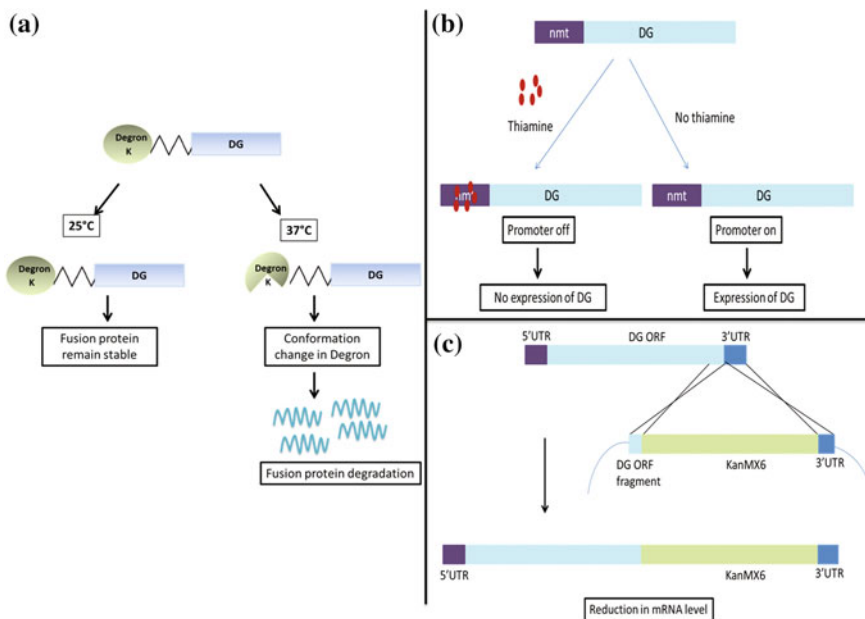 (a)
Degron
K
DG
25°C
37°C
Degron
K
DG
Degron
K
DG
Fusion protein
remain stable
Conformation
change in Degron
Fusion protein degradation
(b)
nmt
DG
Thiamine
No thiamine
nmt
DG
nmt
DG
Promoter off
Promoter on
No expression of DG
Expression of DG
(c)
5'UTR
DG ORF
3'UTR
DG ORF
fragment
KanMX6
3'UTR
5'UTR
KanMX6
3'UTR
Reduction in mRNA level